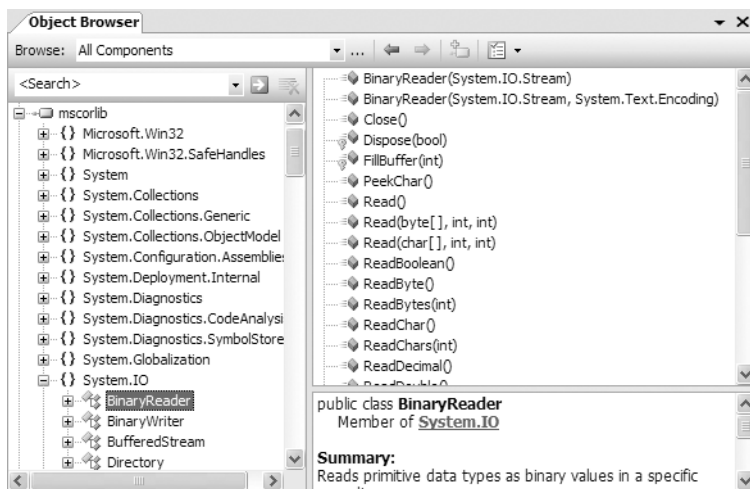 Object Browser
Browse: All Components
...
<Search>
mscorlib
{} Microsoft.Win32
{} Microsoft.Win32.SafeHandles
{} System
{} System.Collections
{} System.Collections.Generic
{} System.Collections.ObjectModel
{} System.Configuration.Assemblies
{} System.Deployment.Internal
{} System.Diagnostics
{} System.Diagnostics.CodeAnalysi
{} System.Diagnostics.SymbolStore
{} System.Globalization
{} System.IO
BinaryReader
BinaryWriter
BufferedStream
Directory
BinaryReader(System.IO.Stream)
BinaryReader(System.IO.Stream, System.Text.Encoding)
Close()
Dispose(bool)
FillBuffer(int)
PeekChar()
Read()
Read(byte[], int, int)
Read(char[], int, int)
ReadBoolean()
ReadByte()
ReadBytes(int)
ReadChar()
ReadChars(int)
ReadDecimal()
ReadDouble()
public class BinaryReader
Member of System.IO
Summary:
Reads primitive data types as binary values in a specific